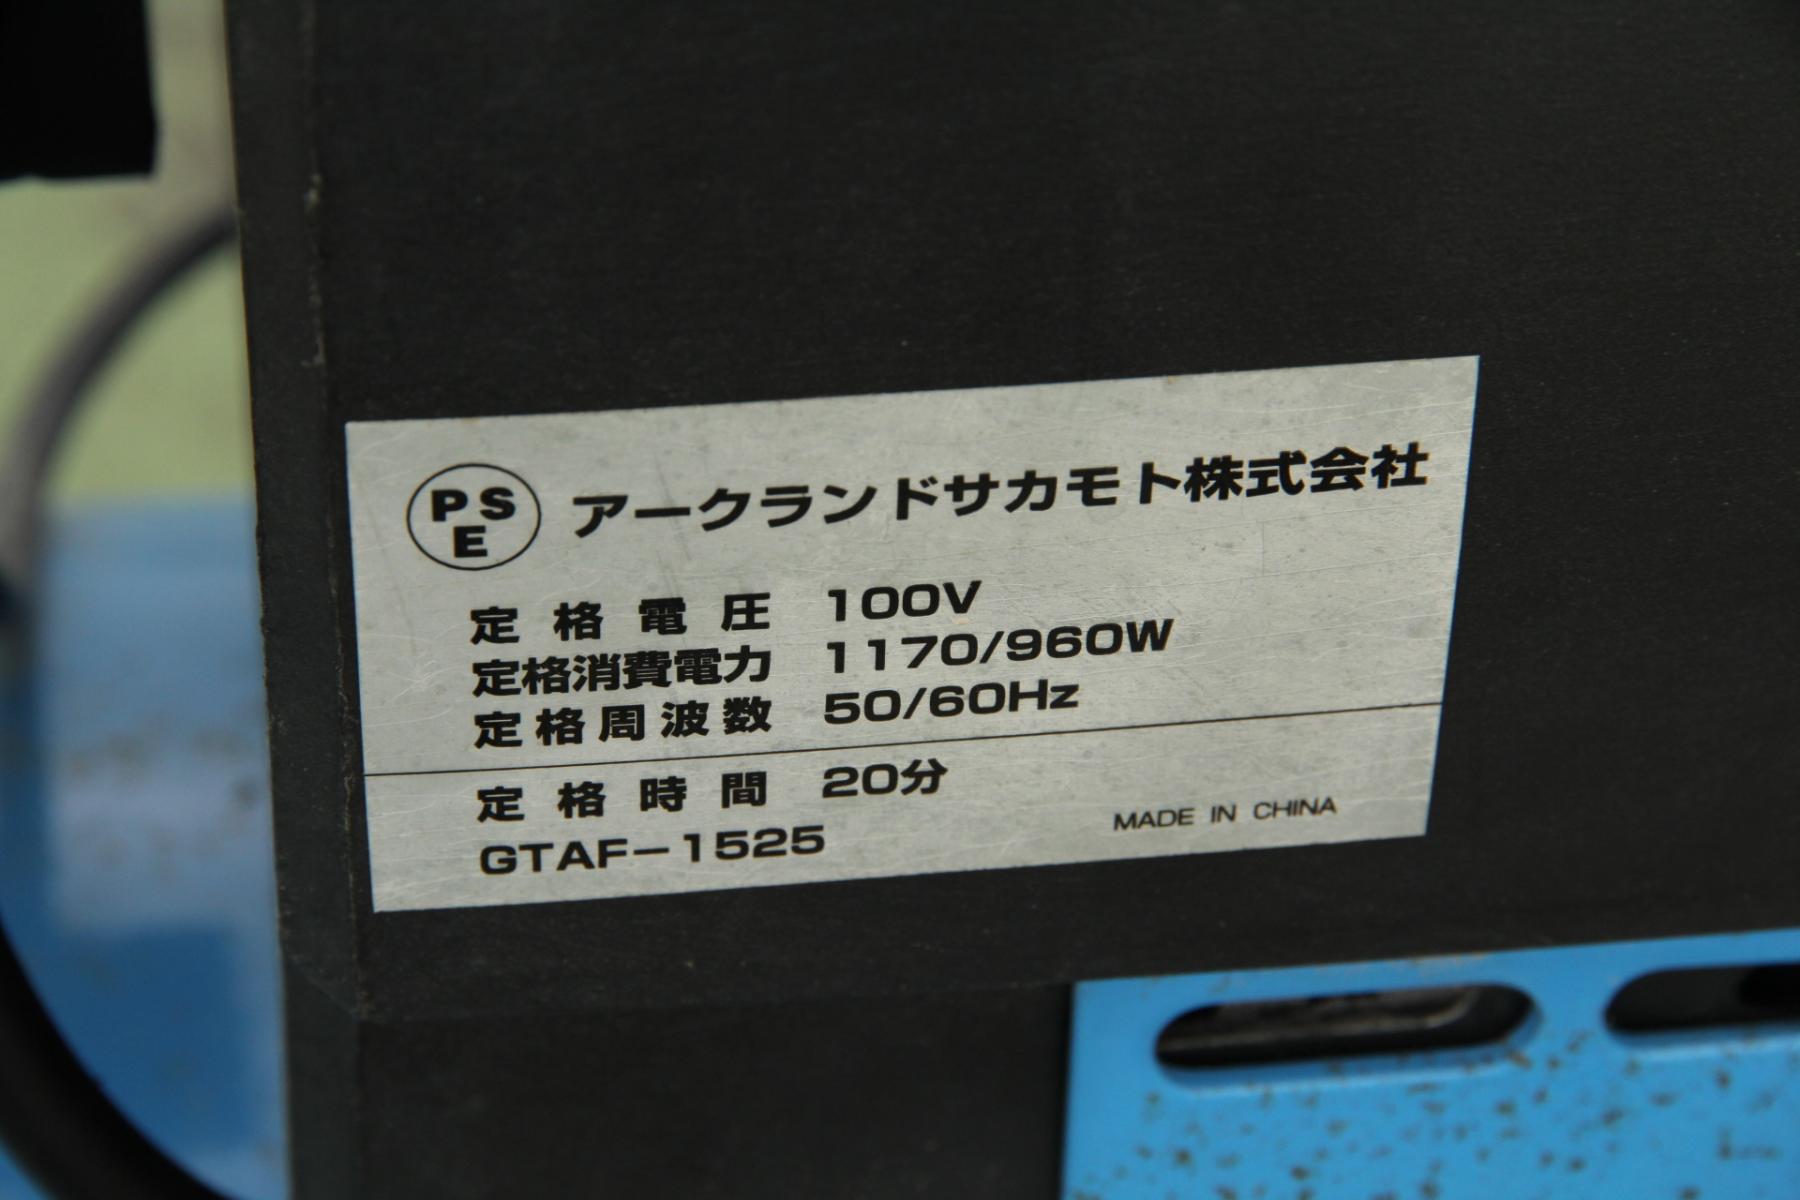 PSE アークランドサカモト株式会社
定格電圧 100V
定格消費電力 1170/960W
定格周波数 50/60Hz
定格時間 20分
GTAF-1525 MADE IN CHINA